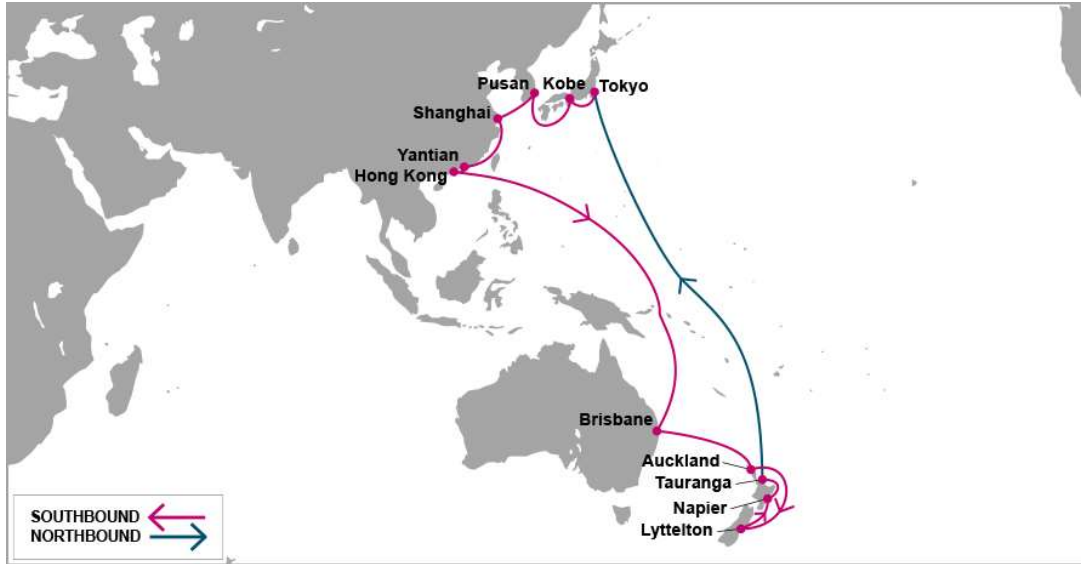 Pusan
Kobe
Tokyo
Shanghai
Yantian
Hong Kong
Brisbane
Auckland
Tauranga
Napier
Lyttelton
SOUTHBOUND
NORTHBOUND